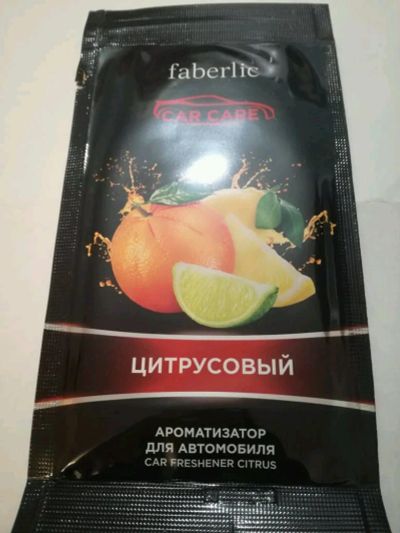 faberlic
CAR CARE
ЦИТРУСОВЫЙ
АРОМАТИЗАТОР
ДЛЯ АВТОМОБИЛЯ
CAR FRESHENER CITRUS